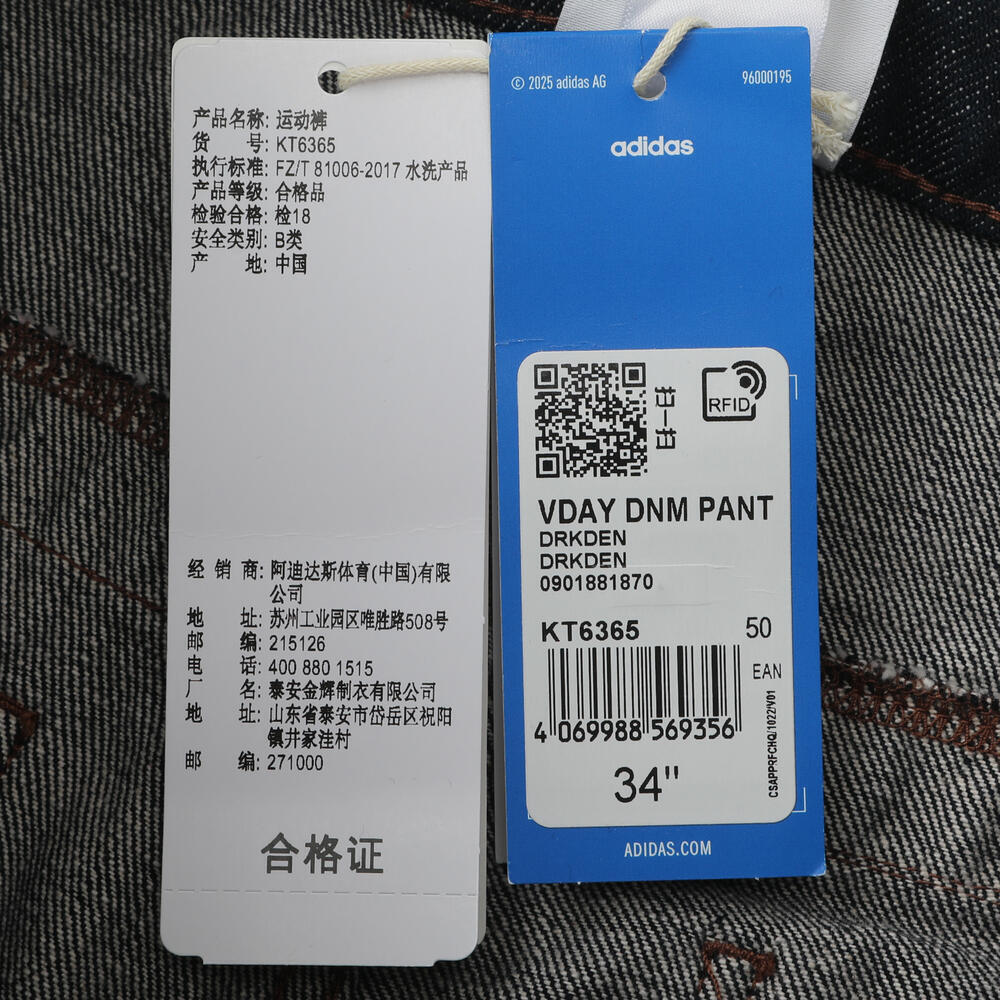 产品名称: 运动裤
货 号: KT6365
执行标准: FZ/T 81006-2017 水洗产品
产品等级: 合格品
检验合格: 检18
安全类别: B类
产 地: 中国
经 销 商: 阿迪达斯体育(中国)有限
公司
地 址: 苏州工业园区唯胜路508号
邮 编: 215126
电 话: 400 880 1515
厂 名: 泰安金辉制衣有限公司
地 址: 山东省泰安市岱岳区祝阳
镇井家洼村
邮 编: 271000
合格证
© 2025 adidas AG
96000195
adidas
扫一扫
RFID
VDAY DNM PANT
DRKDEN
DRKDEN
0901881870
KT6365 50
EAN
4 069988 569356
34"
CSAPPRFCHQ/1022/V01
ADIDAS.COM